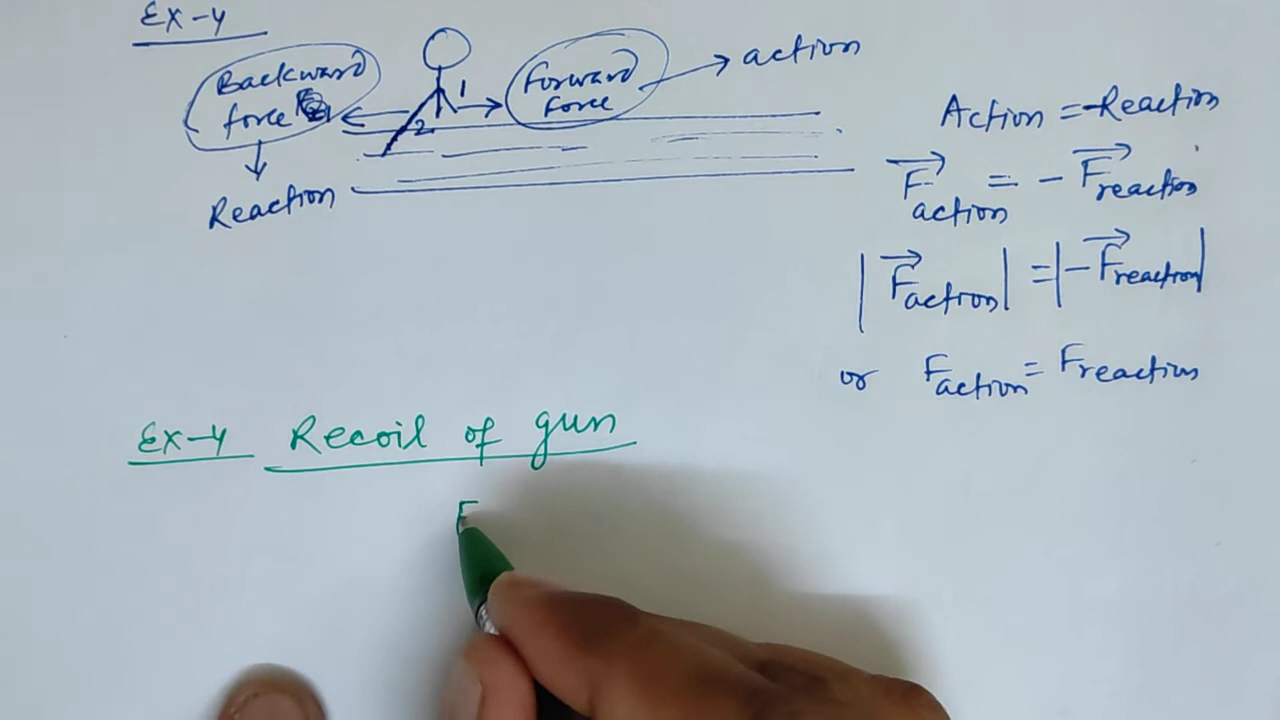 Ex-4
Backward
force
Forward
Force
action
1
2
Reaction
Action = -Reaction
F action = - F reaction
|F action| = |-F reaction|
or F action = F reaction
Ex-4 Recoil of gun
F